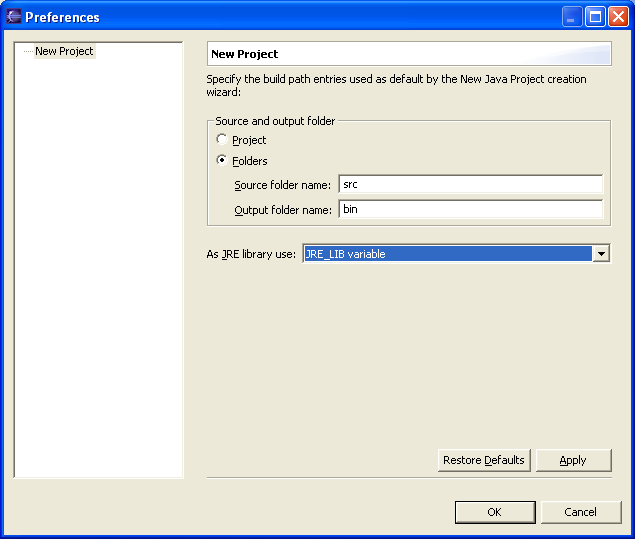 Preferences
New Project
New Project
Specify the build path entries used as default by the New Java Project creation
wizard:
Source and output folder
Project
Folders
Source folder name: src
Output folder name: bin
As JRE library use: JRE_LIB variable
Restore Defaults Apply
OK Cancel